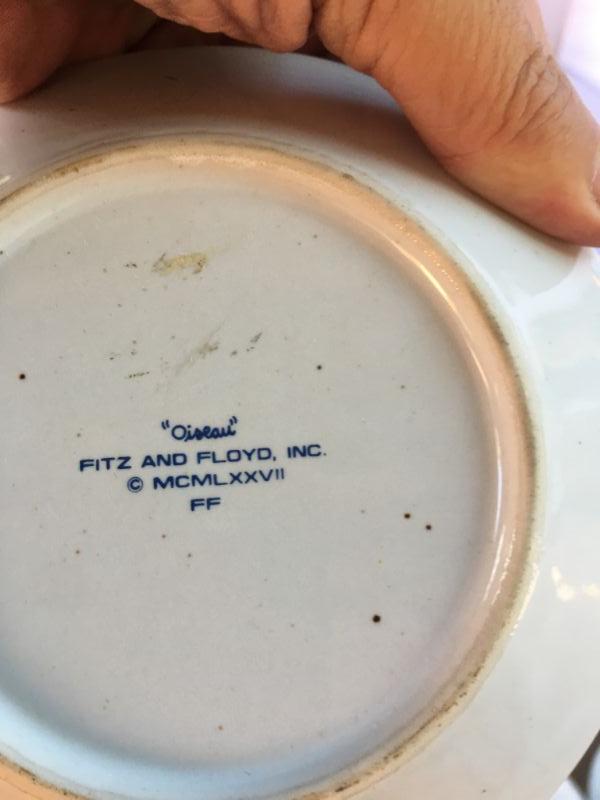 "Oiseau"
FITZ AND FLOYD, INC.
© MCMLXXVII
FF